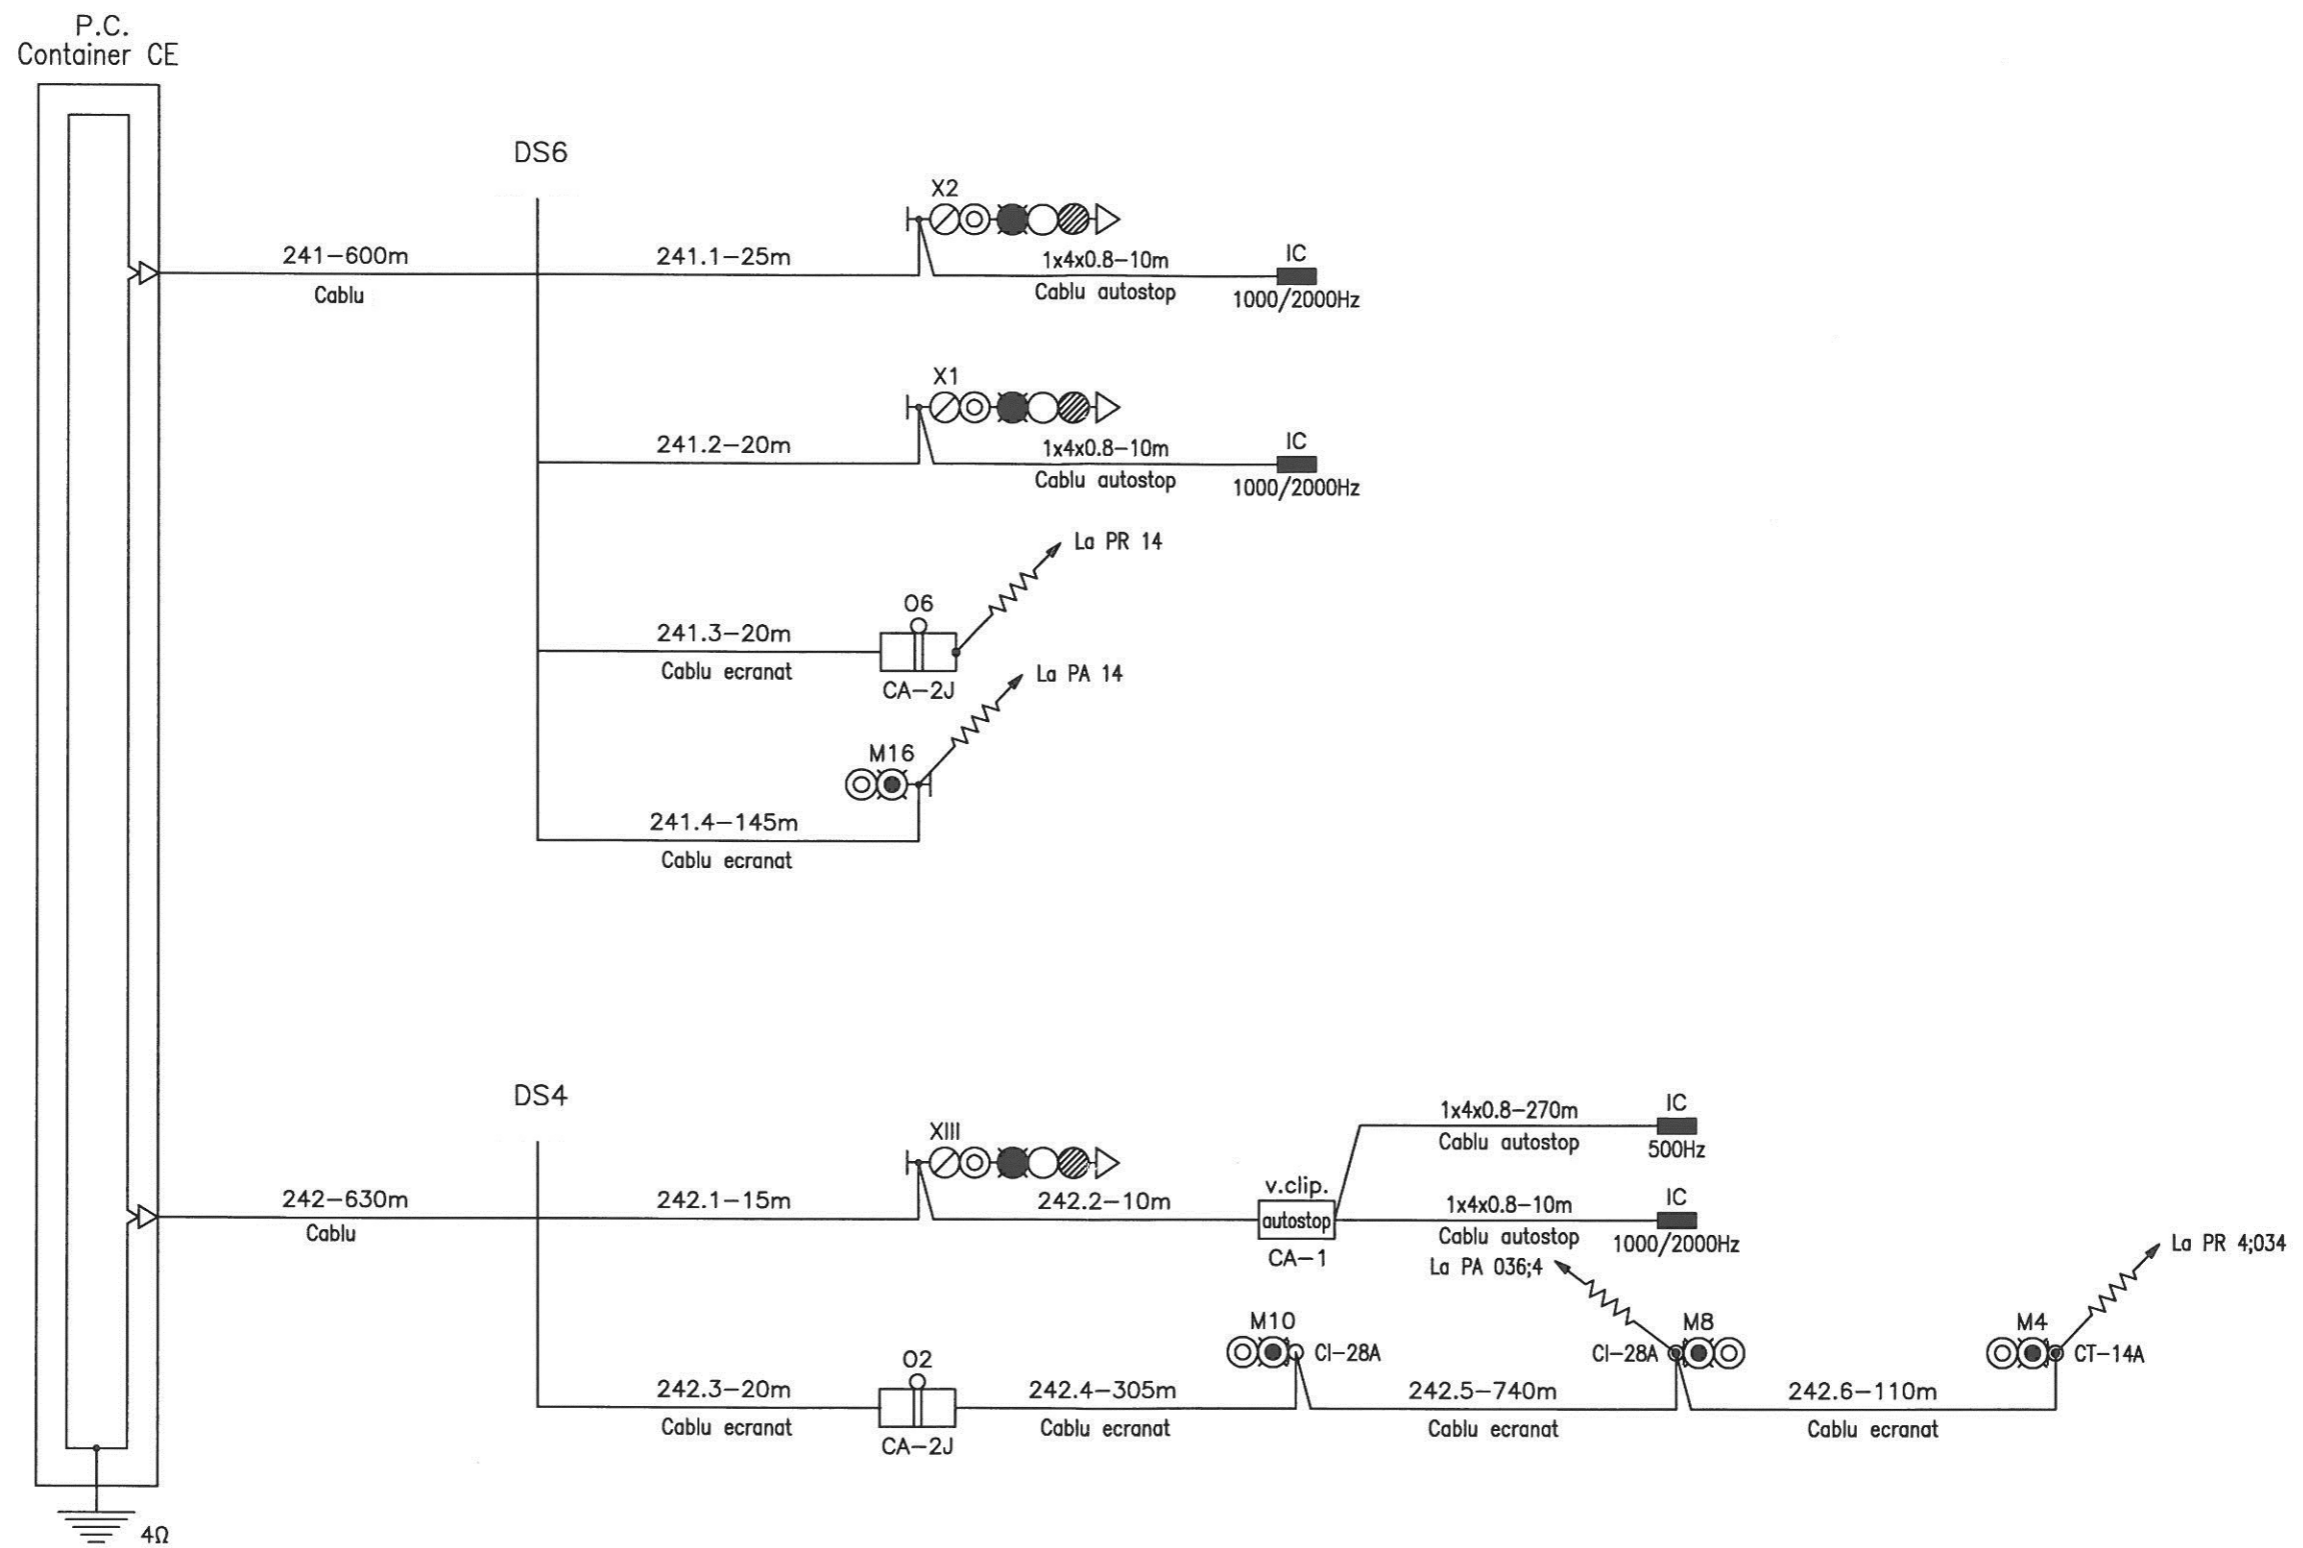 P.C.
Container CE
DS6
X2
241-600m
241.1-25m
1x4x0.8-10m
IC
Cablu
Cablu autostop
1000/2000Hz
X1
241.2-20m
1x4x0.8-10m
IC
Cablu autostop
1000/2000Hz
La PR 14
O6
241.3-20m
Cablu ecranat
CA-2J
La PA 14
M16
241.4-145m
Cablu ecranat
DS4
XIII
1x4x0.8-270m
IC
Cablu autostop
500Hz
242-630m
Cablu
242.1-15m
242.2-10m
v.clip.
autostop
CA-1
1x4x0.8-10m
IC
Cablu autostop
1000/2000Hz
La PA 036;4
La PR 4;034
M10
CI-28A
CI-28A
M8
M4
CT-14A
O2
242.3-20m
Cablu ecranat
CA-2J
242.4-305m
Cablu ecranat
242.5-740m
Cablu ecranat
242.6-110m
Cablu ecranat
4Ω